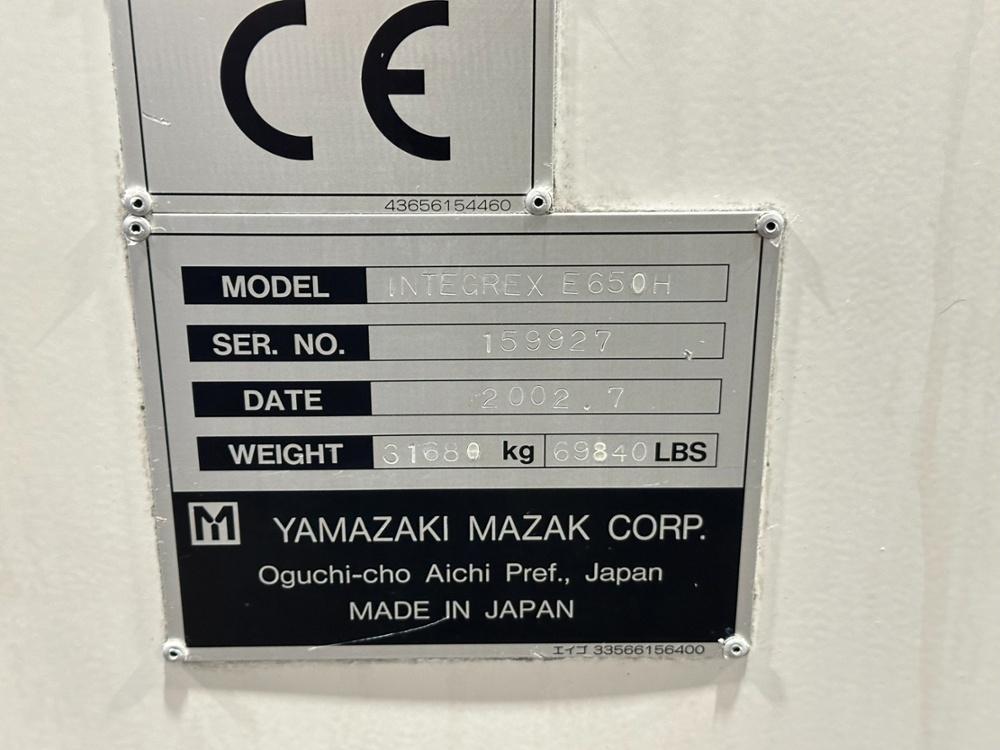 CE
43656154460
MODEL INTEGREX E650H
SER. NO. 159927
DATE 2002.7
WEIGHT 31680 kg 69840 LBS
YAMAZAKI MAZAK CORP.
Oguchi-cho Aichi Pref., Japan
MADE IN JAPAN
エイゴ 33566156400